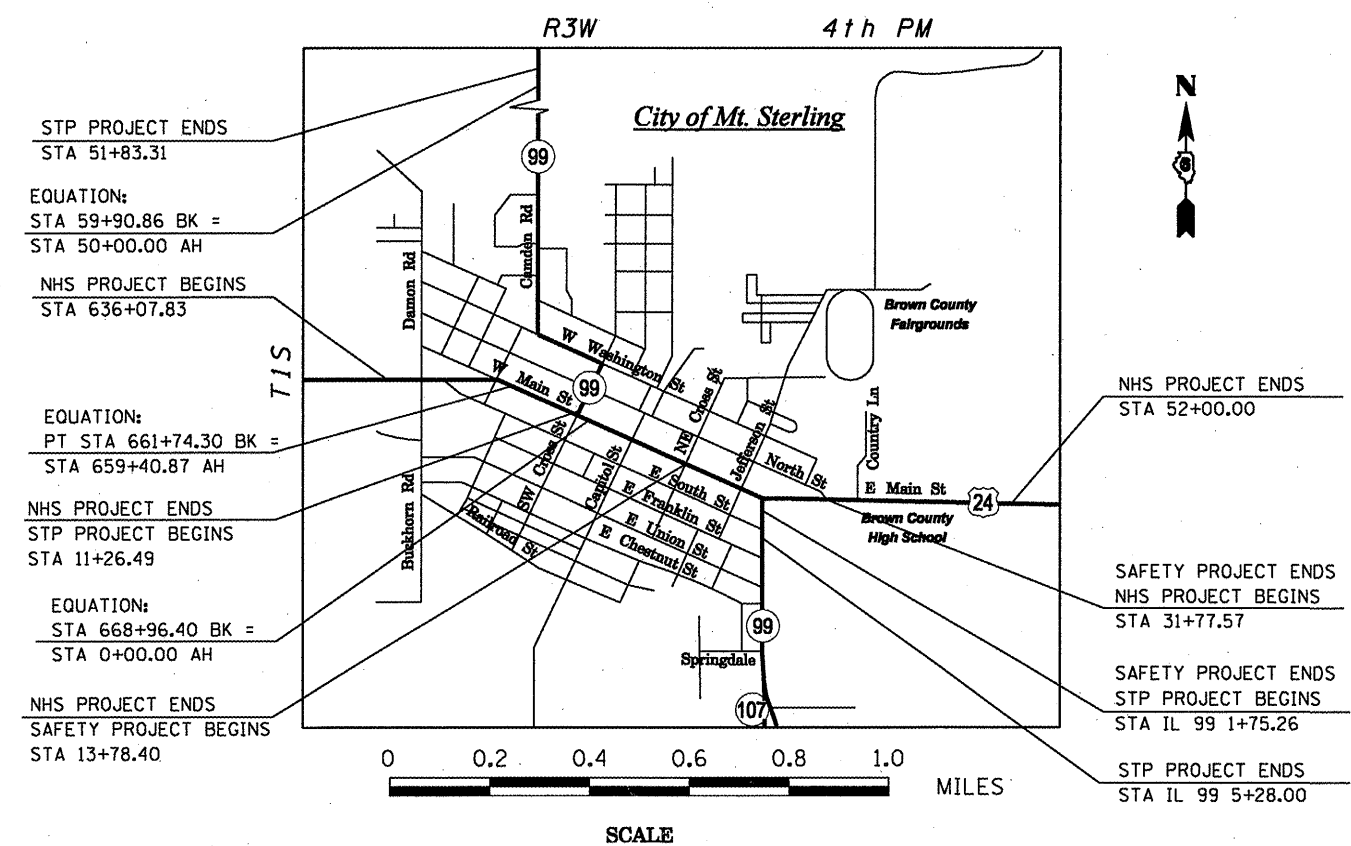 R3W 4th PM
City of Mt. Sterling
N
6
STP PROJECT ENDS
STA 51+83.31
EQUATION:
STA 59+90.86 BK =
STA 50+00.00 AH
NHS PROJECT BEGINS
STA 636+07.83
T1S
EQUATION:
PT STA 661+74.30 BK =
STA 659+40.87 AH
NHS PROJECT ENDS
STP PROJECT BEGINS
STA 11+26.49
EQUATION:
STA 668+96.40 BK =
STA 0+00.00 AH
NHS PROJECT ENDS
SAFETY PROJECT BEGINS
STA 13+78.40
99
Camden Rd
Damon Rd
W Washington St
W Main St
99
NE Cross St
Jefferson St
North St
Brown County
Fairgrounds
Country Ln
E Main St
24
Brown County
High School
SW Cross St
Capitol St
E South St
E Franklin St
E Union St
E Chestnut St
Railroad St
Buckhorn Rd
99
Springdale
107
NHS PROJECT ENDS
STA 52+00.00
SAFETY PROJECT ENDS
NHS PROJECT BEGINS
STA 31+77.57
SAFETY PROJECT ENDS
STP PROJECT BEGINS
STA IL 99 1+75.26
STP PROJECT ENDS
STA IL 99 5+28.00
0 0.2 0.4 0.6 0.8 1.0
MILES
SCALE